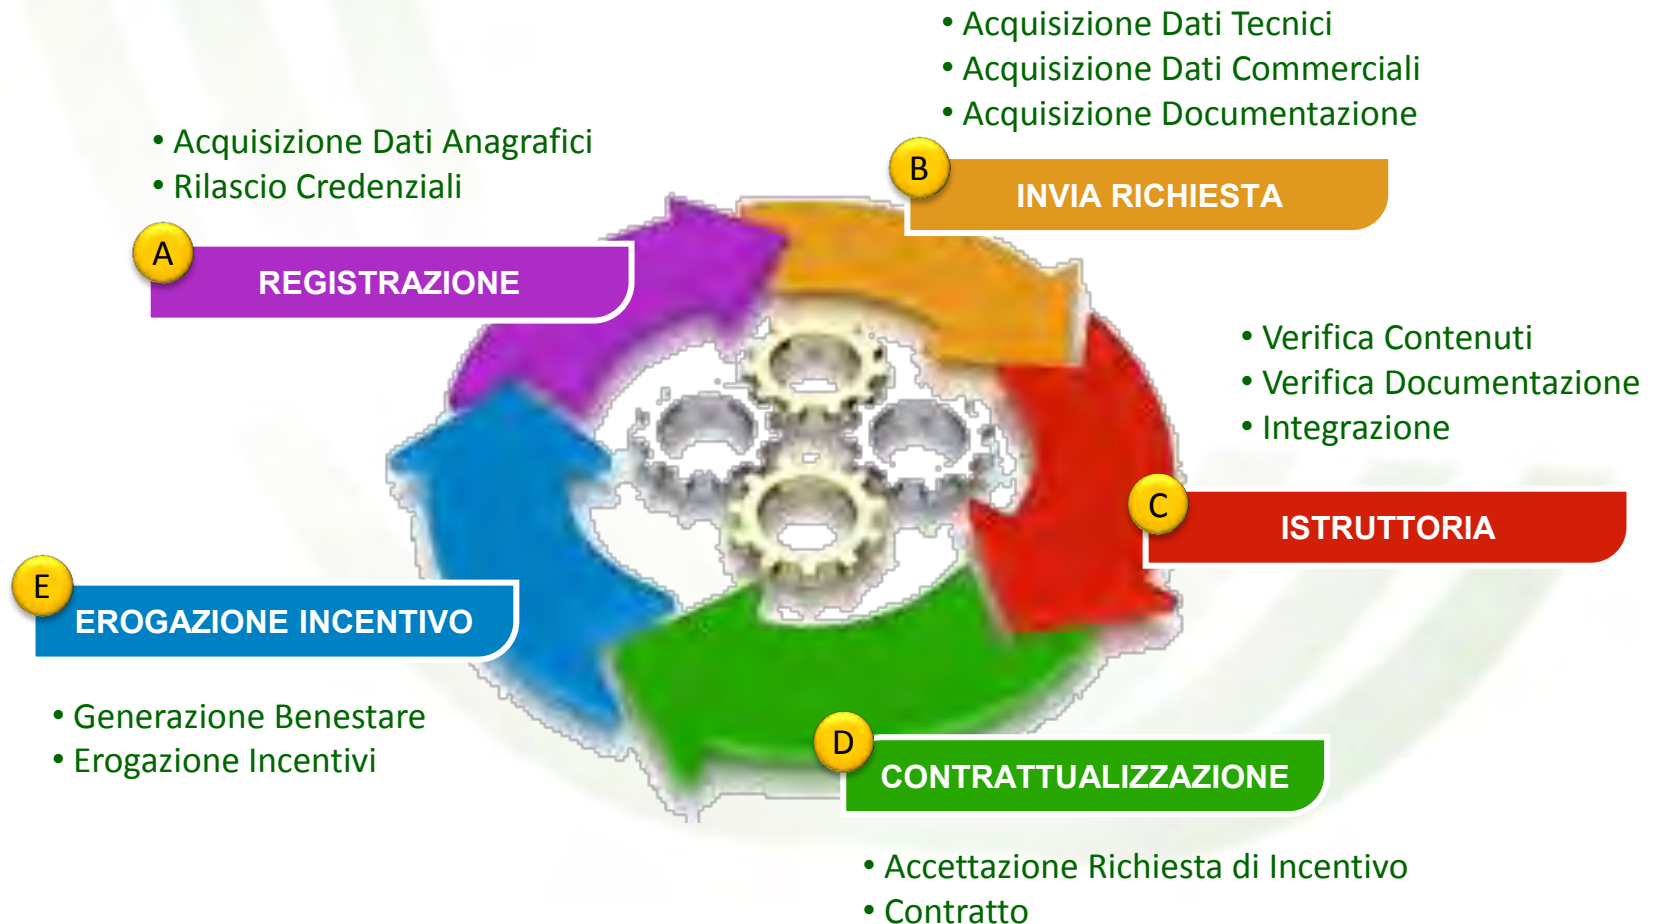 • Acquisizione Dati Anagrafici
• Rilascio Credenziali
A
REGISTRAZIONE
• Acquisizione Dati Tecnici
• Acquisizione Dati Commerciali
• Acquisizione Documentazione
B
INVIA RICHIESTA
• Verifica Contenuti
• Verifica Documentazione
• Integrazione
C
ISTRUTTORIA
D
CONTRATTUALIZZAZIONE
• Accettazione Richiesta di Incentivo
• Contratto
E
EROGAZIONE INCENTIVO
• Generazione Benestare
• Erogazione Incentivi